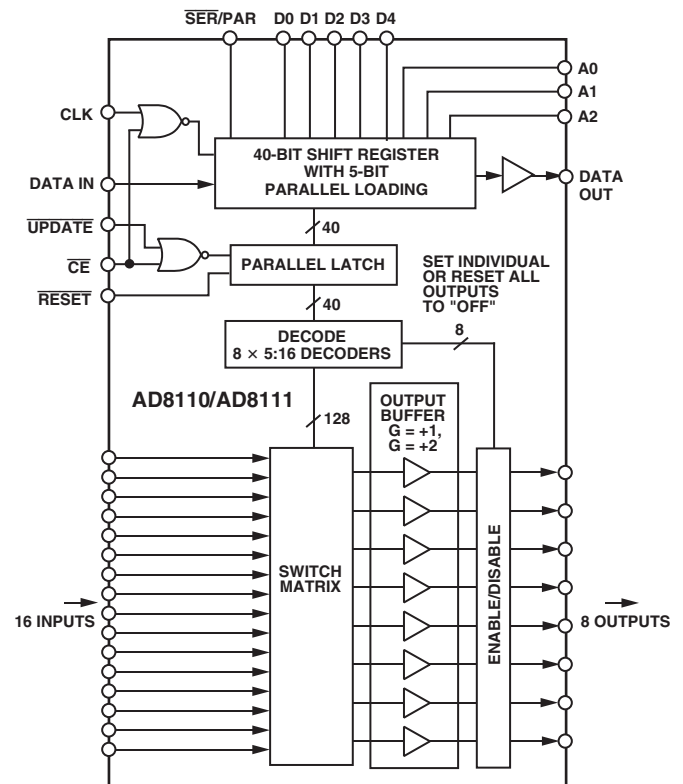 SER/PAR D0 D1 D2 D3 D4
A0
A1
A2
CLK
40-BIT SHIFT REGISTER
WITH 5-BIT
PARALLEL LOADING
DATA IN
DATA
OUT
UPDATE
40
CE
PARALLEL LATCH
SET INDIVIDUAL
OR RESET ALL
OUTPUTS
TO "OFF"
RESET
40
8
DECODE
8 × 5:16 DECODERS
AD8110/AD8111
128
OUTPUT
BUFFER
G = +1,
G = +2
SWITCH
MATRIX
ENABLE/DISABLE
16 INPUTS
8 OUTPUTS